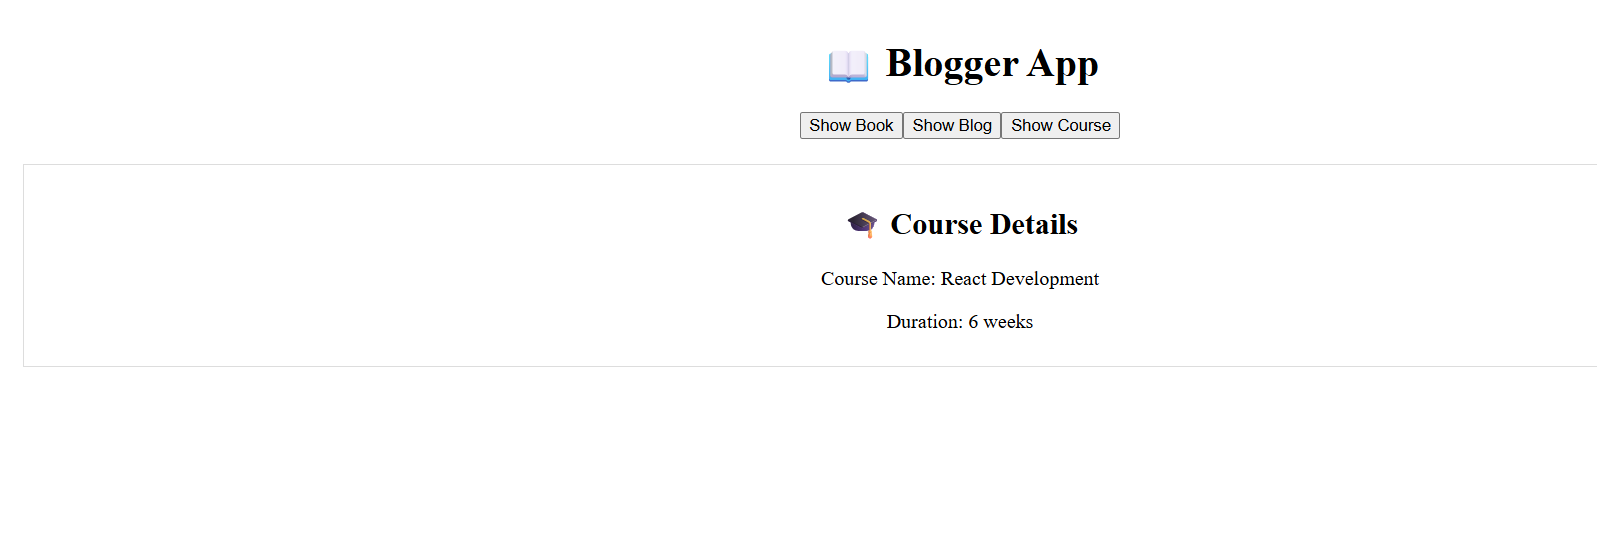 Blogger App
Show Book Show Blog Show Course
Course Details
Course Name: React Development
Duration: 6 weeks